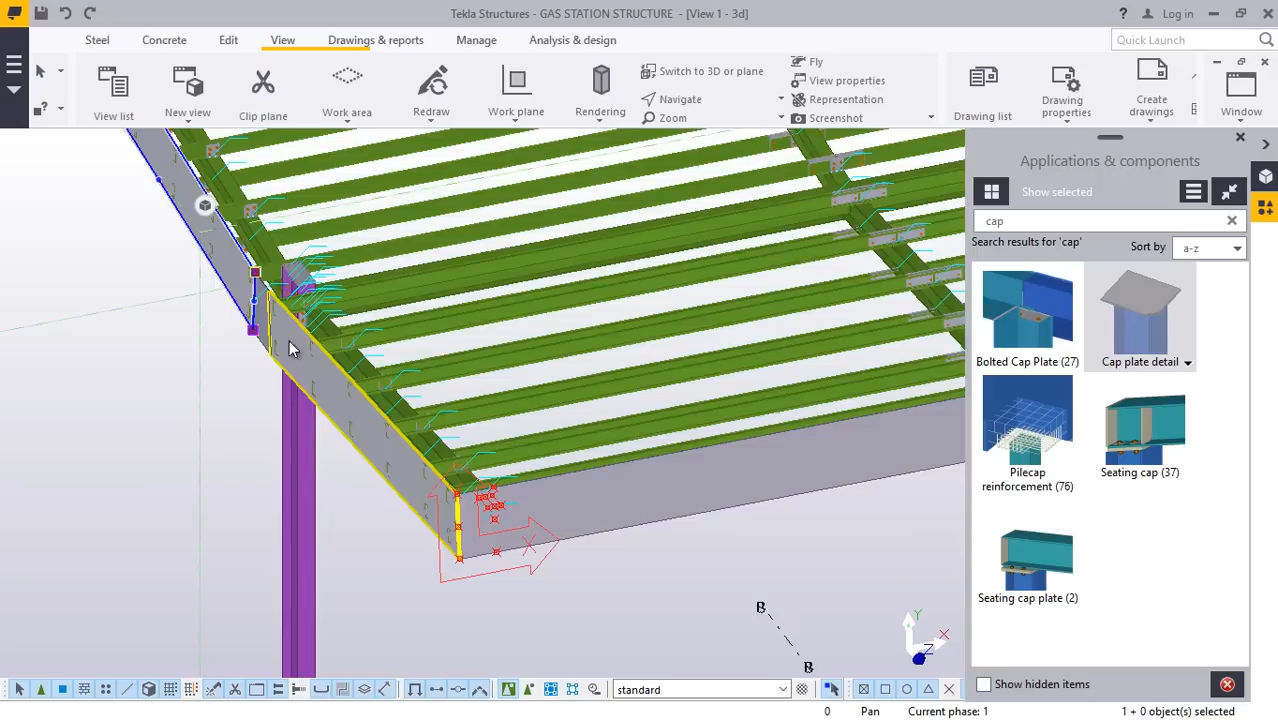 Tekla Structures - GAS STATION STRUCTURE - [View 1 - 3d]
? Log in
Steel Concrete Edit View Drawings & reports Manage Analysis & design
Quick Launch
View list
New view
Clip plane
Work area
Redraw
Work plane
Rendering
Switch to 3D or plane
Navigate
Zoom
Fly
View properties
Representation
Screenshot
Drawing list
Drawing
properties
Create
drawings
Window
Applications & components
Show selected
cap
Search results for 'cap'
Sort by
a-z
Bolted Cap Plate (27)
Cap plate detail
Pilecap
reinforcement (76)
Seating cap (37)
Seating cap plate (2)
Show hidden items
X
B
B
Y
X
Z
standard
0
Pan
Current phase: 1
1 + 0 object(s) selected